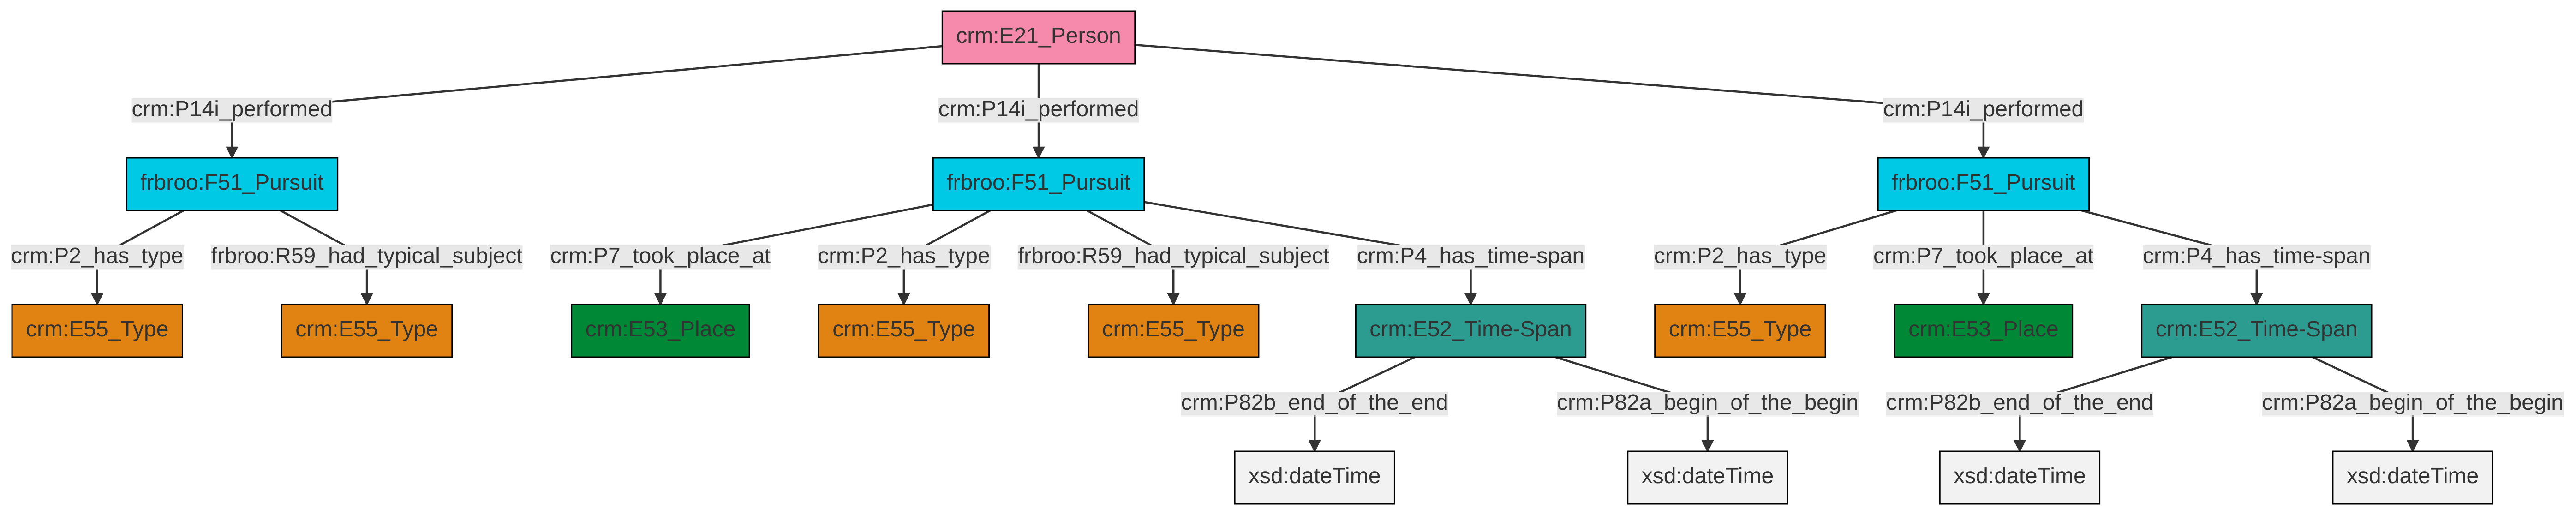 crm:E21_Person
crm:P14i_performed crm:P14i_performed crm:P14i_performed
frbroo:F51_Pursuit frbroo:F51_Pursuit frbroo:F51_Pursuit
crm:P2_has_type frbroo:R59_had_typical_subject crm:P7_took_place_at crm:P2_has_type frbroo:R59_had_typical_subject crm:P4_has_time-span crm:P2_has_type crm:P7_took_place_at crm:P4_has_time-span
crm:E55_Type crm:E55_Type crm:E53_Place crm:E55_Type crm:E55_Type crm:E52_Time-Span crm:E55_Type crm:E53_Place crm:E52_Time-Span
crm:P82b_end_of_the_end crm:P82a_begin_of_the_begin crm:P82b_end_of_the_end crm:P82a_begin_of_the_begin
xsd:dateTime xsd:dateTime xsd:dateTime xsd:dateTime